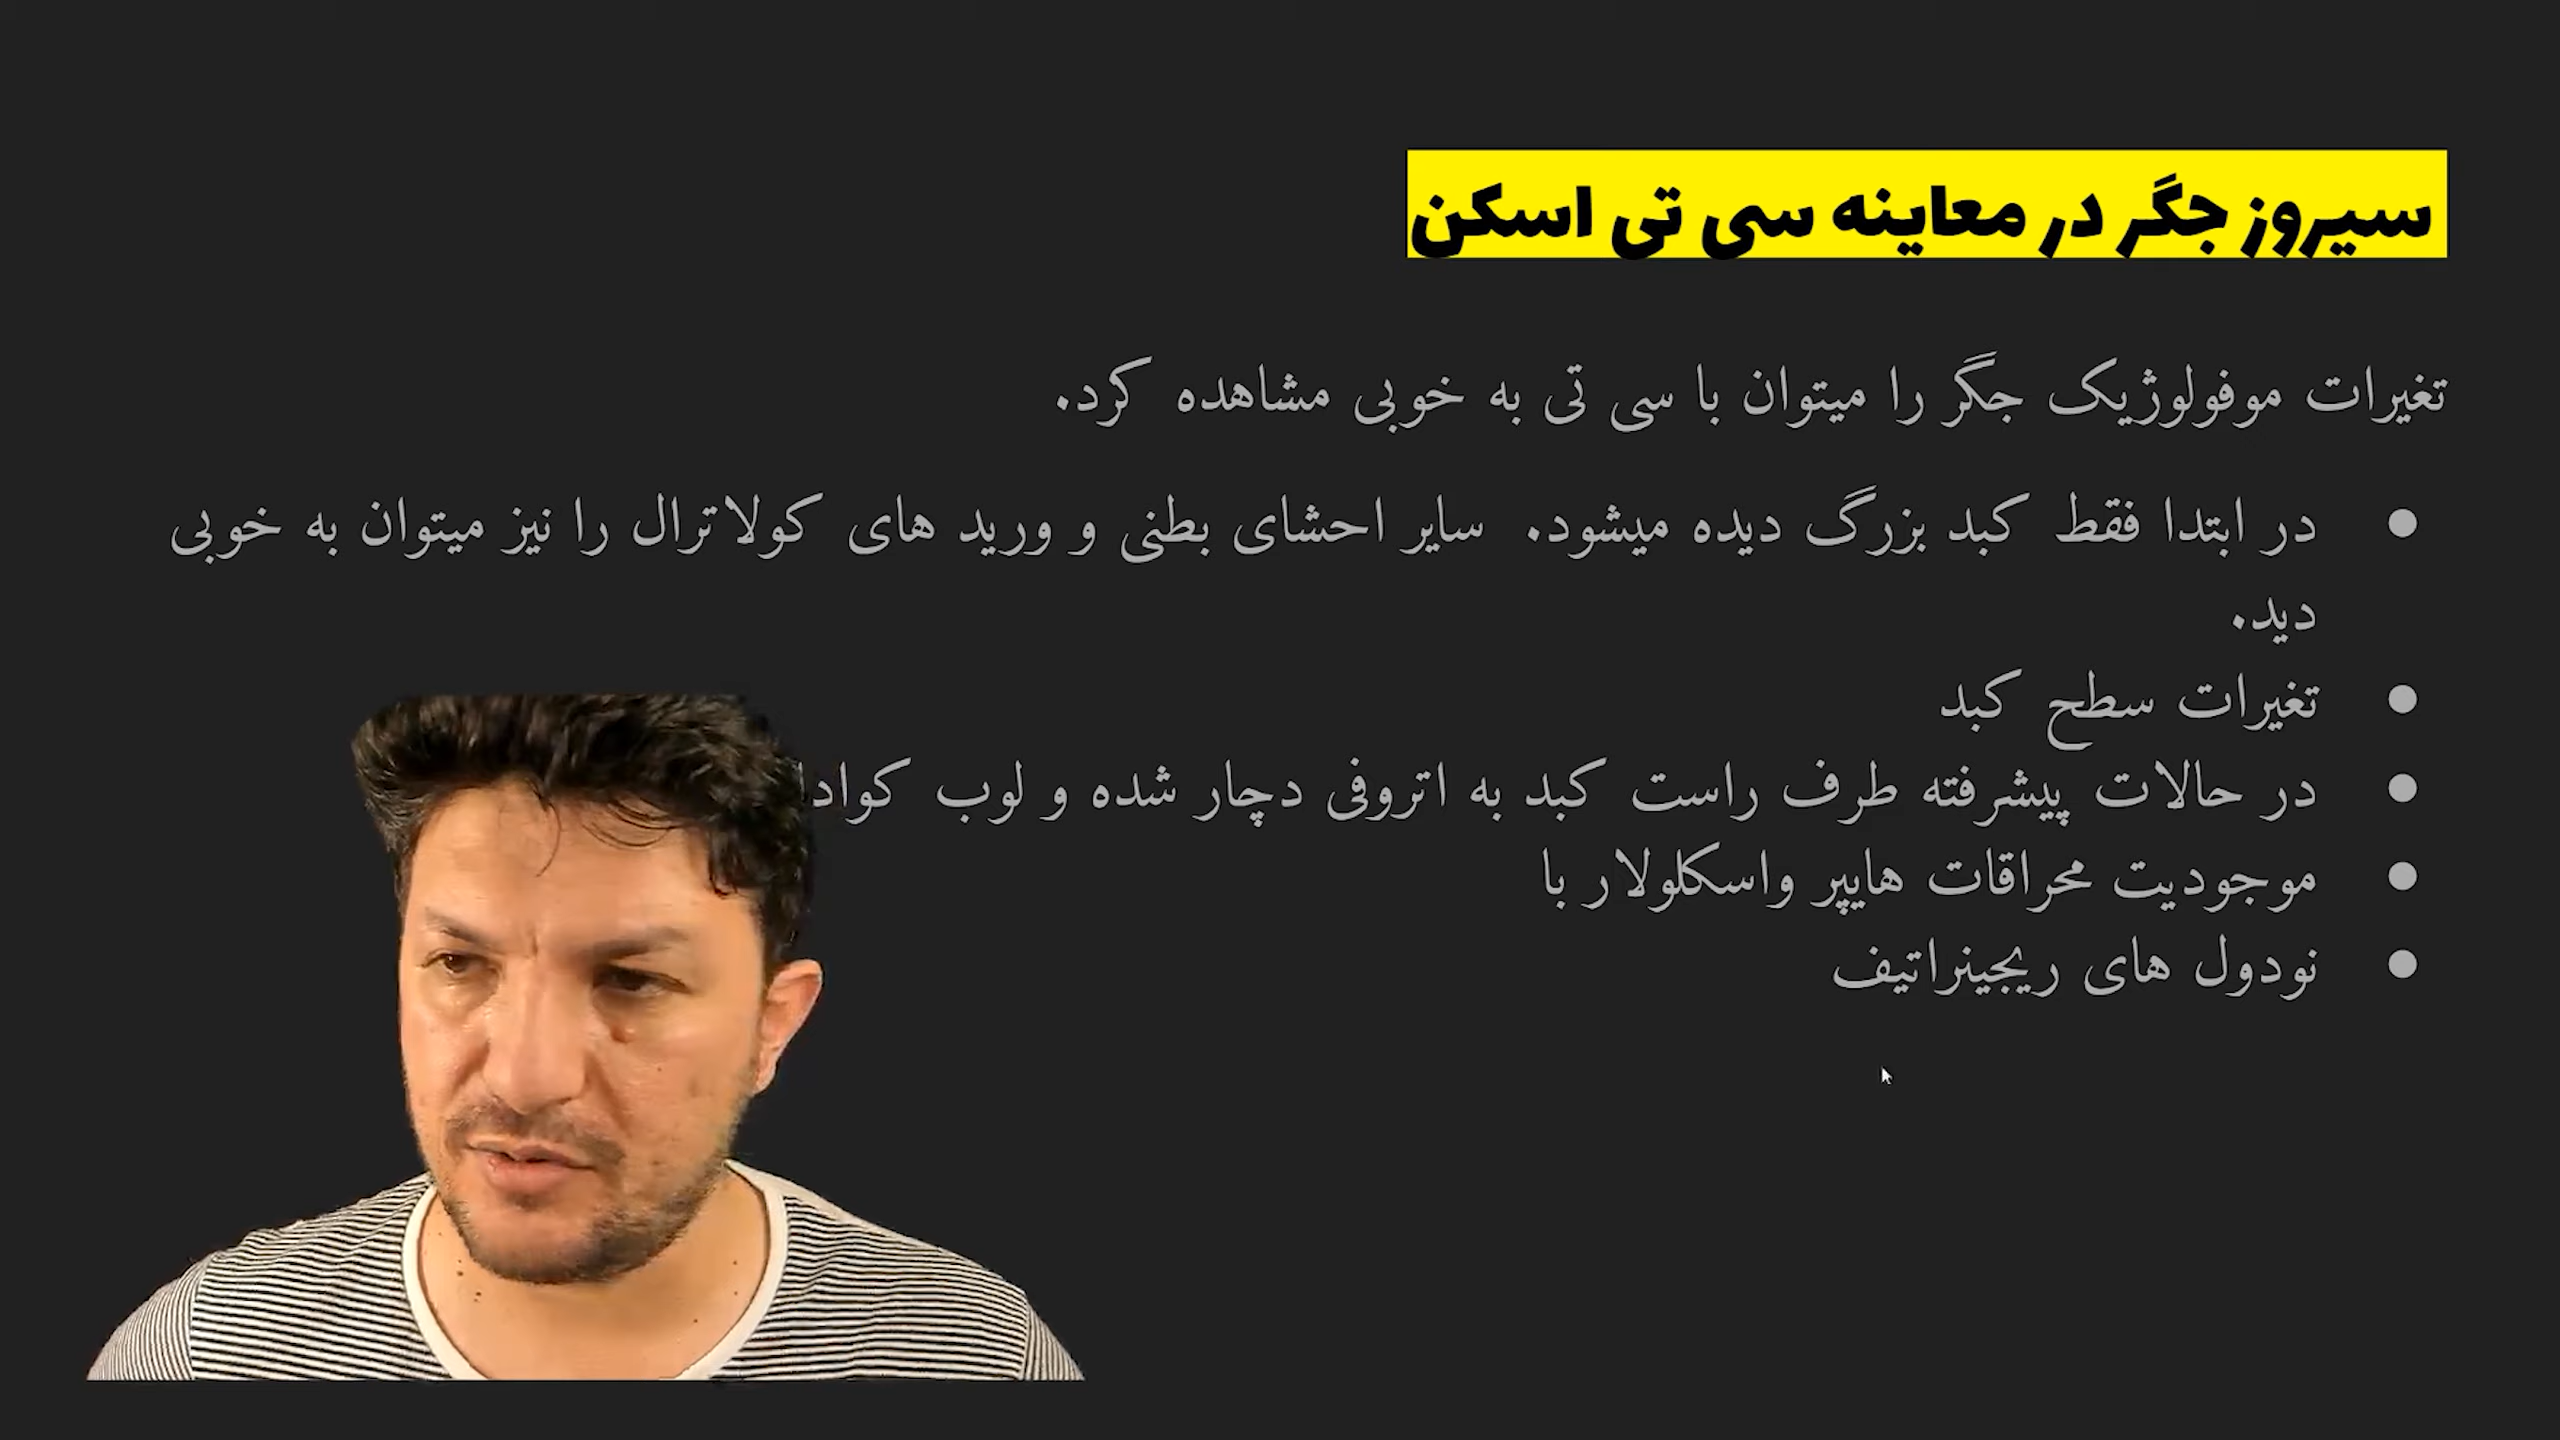 سیروز جگر در معاینه سی تی اسکن
تغیرات موفولوژیک جگر را میتوان با سی تی به خوبی مشاهده کرد.
● در ابتدا فقط کبد بزرگ دیده میشود. سایر احشای بطنی و ورید های کولاترال را نیز میتوان به خوبی
دید.
● تغیرات سطح کبد
● در حالات پیشرفته طرف راست کبد به اتروفی دچار شده و لوب
● موجودیت محراقات هایپر واسکلولار با
● نودول های ریجینراتیف